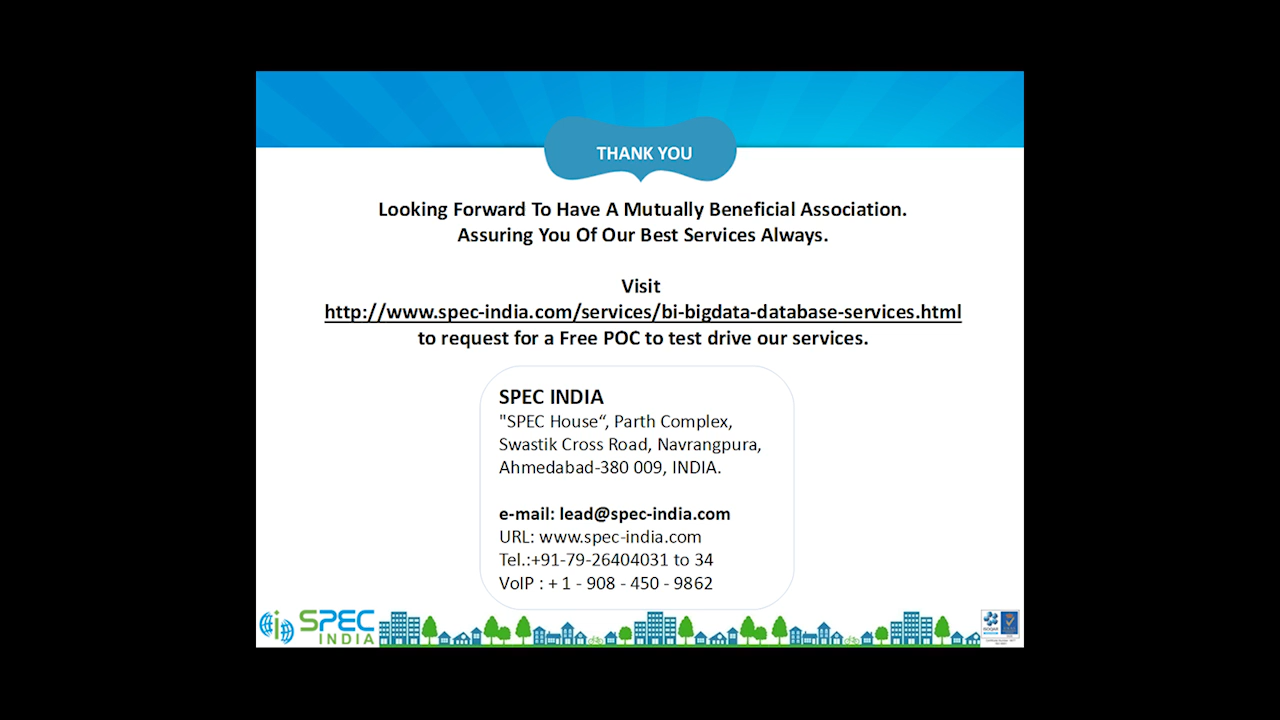 THANK YOU
Looking Forward To Have A Mutually Beneficial Association.
Assuring You Of Our Best Services Always.
Visit
http://www.spec-india.com/services/bi-bigdata-database-services.html
to request for a Free POC to test drive our services.
SPEC INDIA
"SPEC House“, Parth Complex,
Swastik Cross Road, Navrangpura,
Ahmedabad-380 009, INDIA.
e-mail: lead@spec-india.com
URL: www.spec-india.com
Tel.:+91-79-26404031 to 34
VoIP : + 1 - 908 - 450 - 9862
SPEC
INDIA